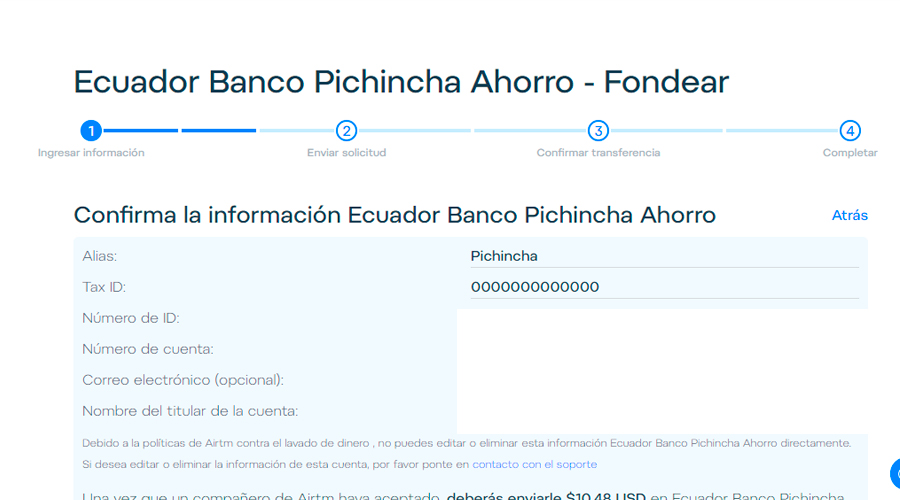 Ecuador Banco Pichincha Ahorro - Fondear
1 2 3 4
Ingresar información Enviar solicitud Confirmar transferencia Completar
Confirma la información Ecuador Banco Pichincha Ahorro Atrás
Alias: Pichincha
Tax ID: 0000000000000
Número de ID:
Número de cuenta:
Correo electrónico (opcional):
Nombre del titular de la cuenta:
Debido a la políticas de Airtm contra el lavado de dinero , no puedes editar o eliminar esta información Ecuador Banco Pichincha Ahorro directamente.
Si desea editar o eliminar la información de esta cuenta, por favor ponte en contacto con el soporte
Una vez que un compañero de Airtm haya aceptado, deberás enviarle $10.48 USD en Ecuador Banco Pichincha